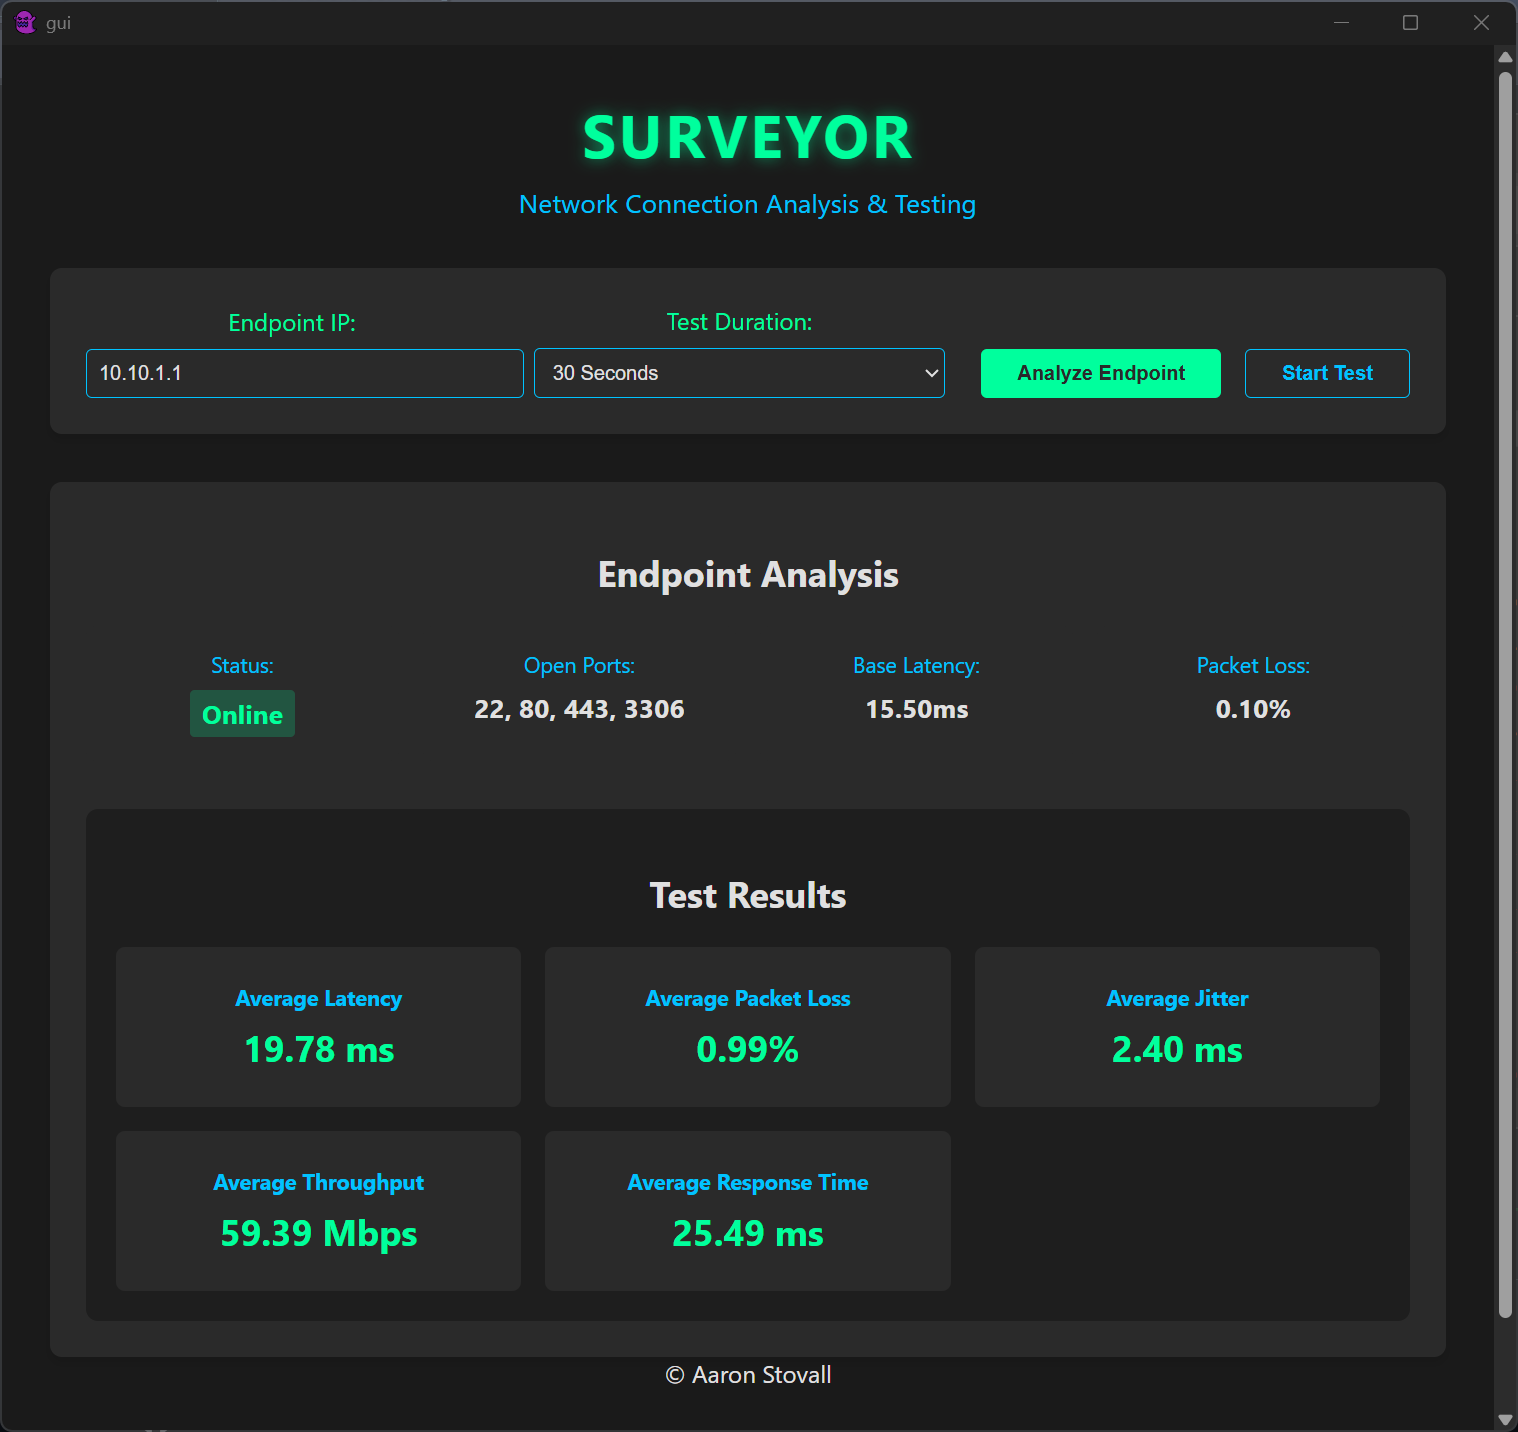 gui
SURVEYOR
Network Connection Analysis & Testing
Endpoint IP:
Test Duration:
10.10.1.1
30 Seconds
Analyze Endpoint
Start Test
Endpoint Analysis
Status:
Open Ports:
Base Latency:
Packet Loss:
Online
22, 80, 443, 3306
15.50ms
0.10%
Test Results
Average Latency
19.78 ms
Average Packet Loss
0.99%
Average Jitter
2.40 ms
Average Throughput
59.39 Mbps
Average Response Time
25.49 ms
© Aaron Stovall